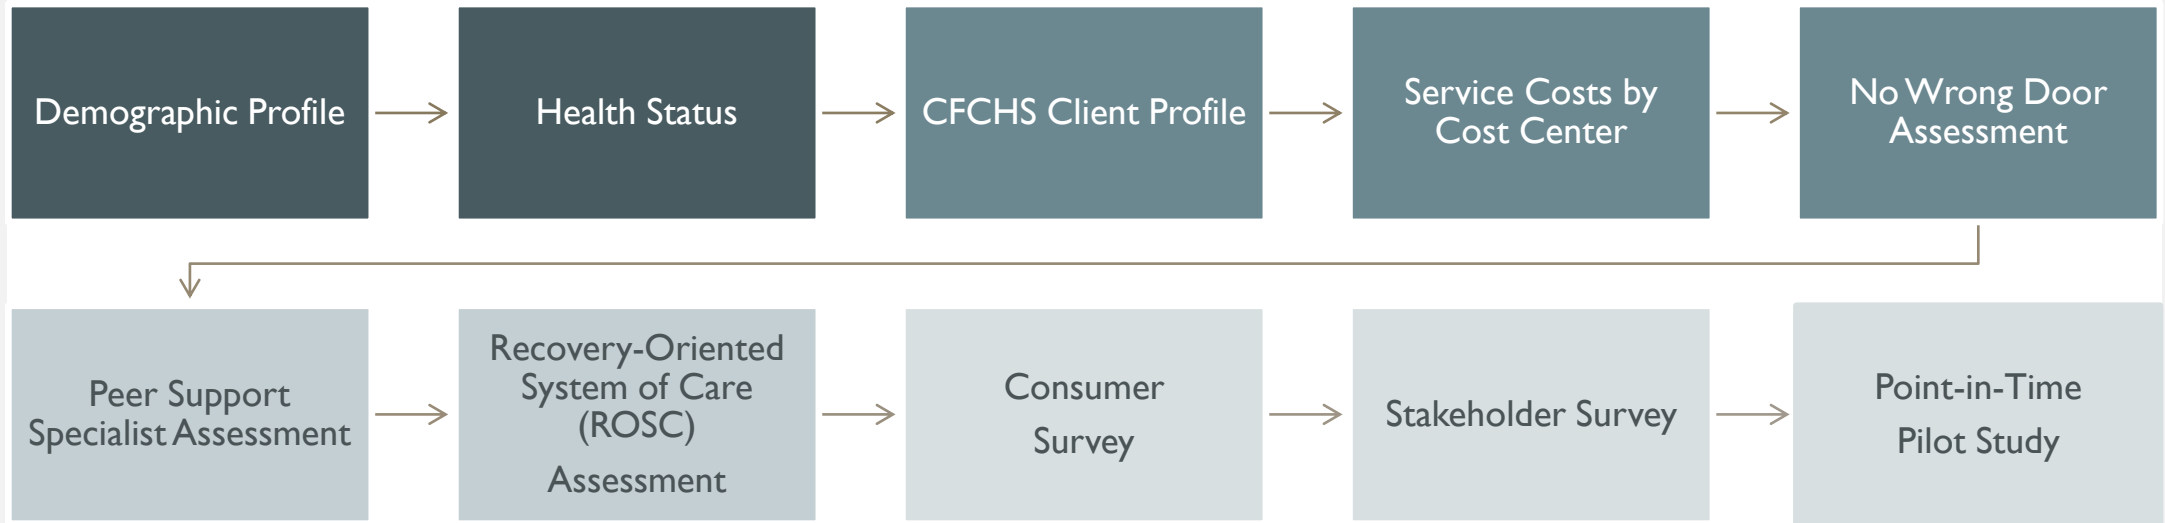 Demographic Profile
Health Status
CFCHS Client Profile
Service Costs by
Cost Center
No Wrong Door
Assessment
Peer Support
Specialist Assessment
Recovery-Oriented
System of Care
(ROSC)
Assessment
Consumer
Survey
Stakeholder Survey
Point-in-Time
Pilot Study